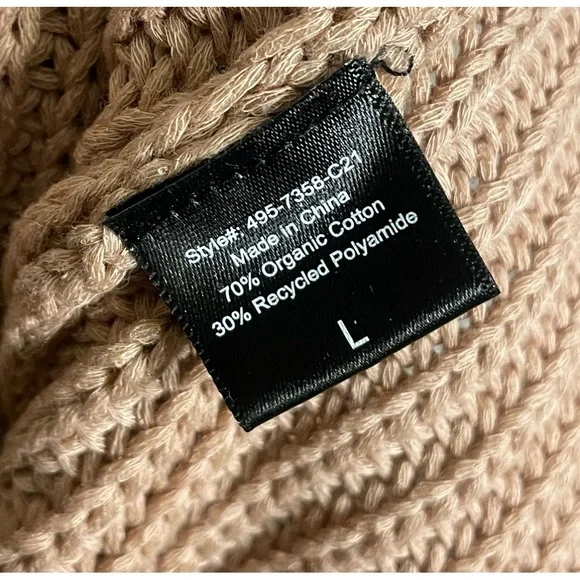 Style#: 495-7358-C21
Made in China
70% Organic Cotton
30% Recycled Polyamide
L